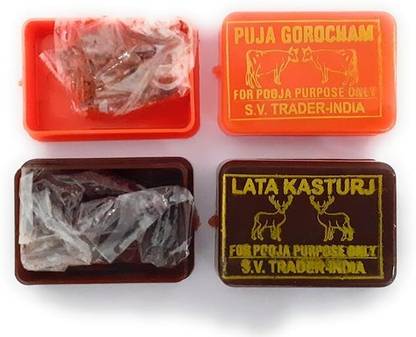 PUJA GOROCHAM
FOR POOJA PURPOSE ONLY
S.V. TRADER-INDIA
LATA KASTURJ
FOR POOJA PURPOSE ONLY
S.V. TRADER-INDIA